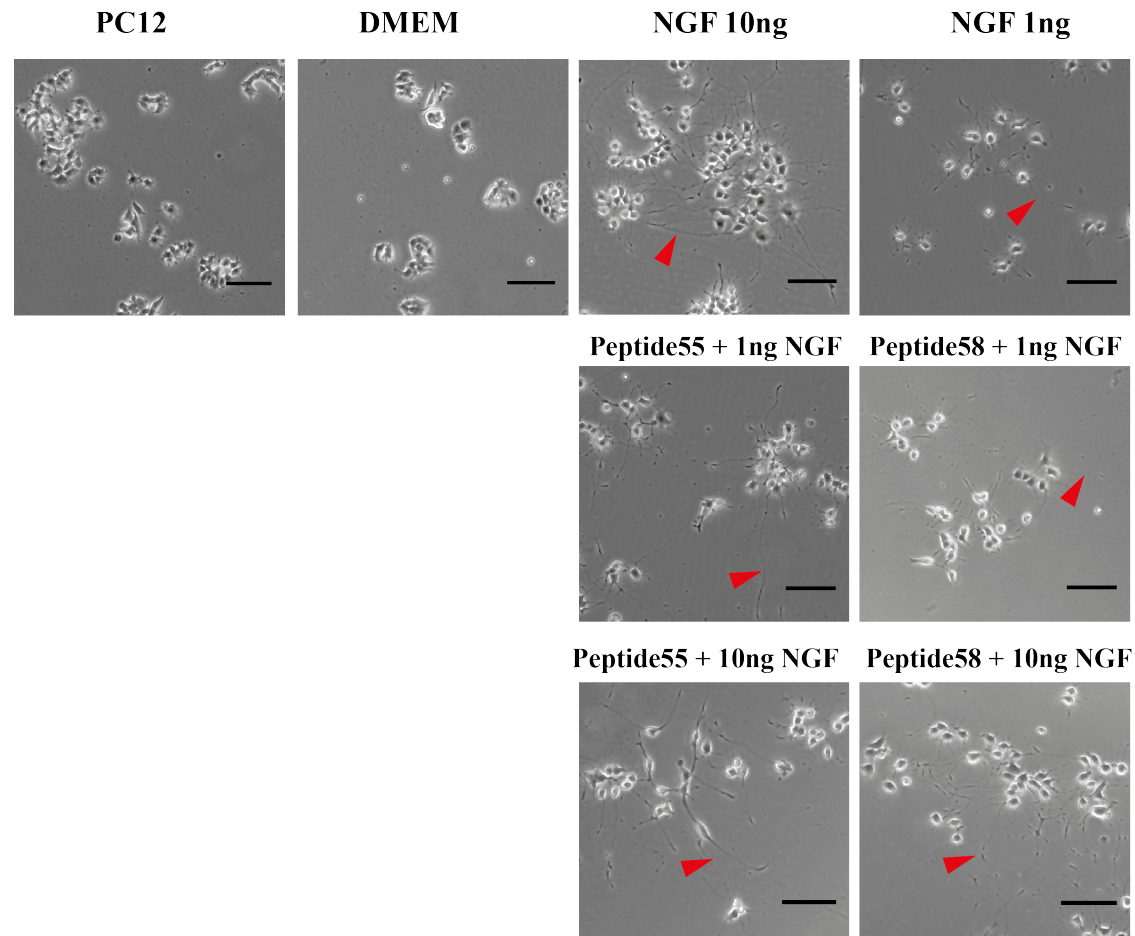 PC12
DMEM
NGF 10ng
NGF 1ng
Peptide55 + 1ng NGF
Peptide58 + 1ng NGF
Peptide55 + 10ng NGF
Peptide58 + 10ng NGF